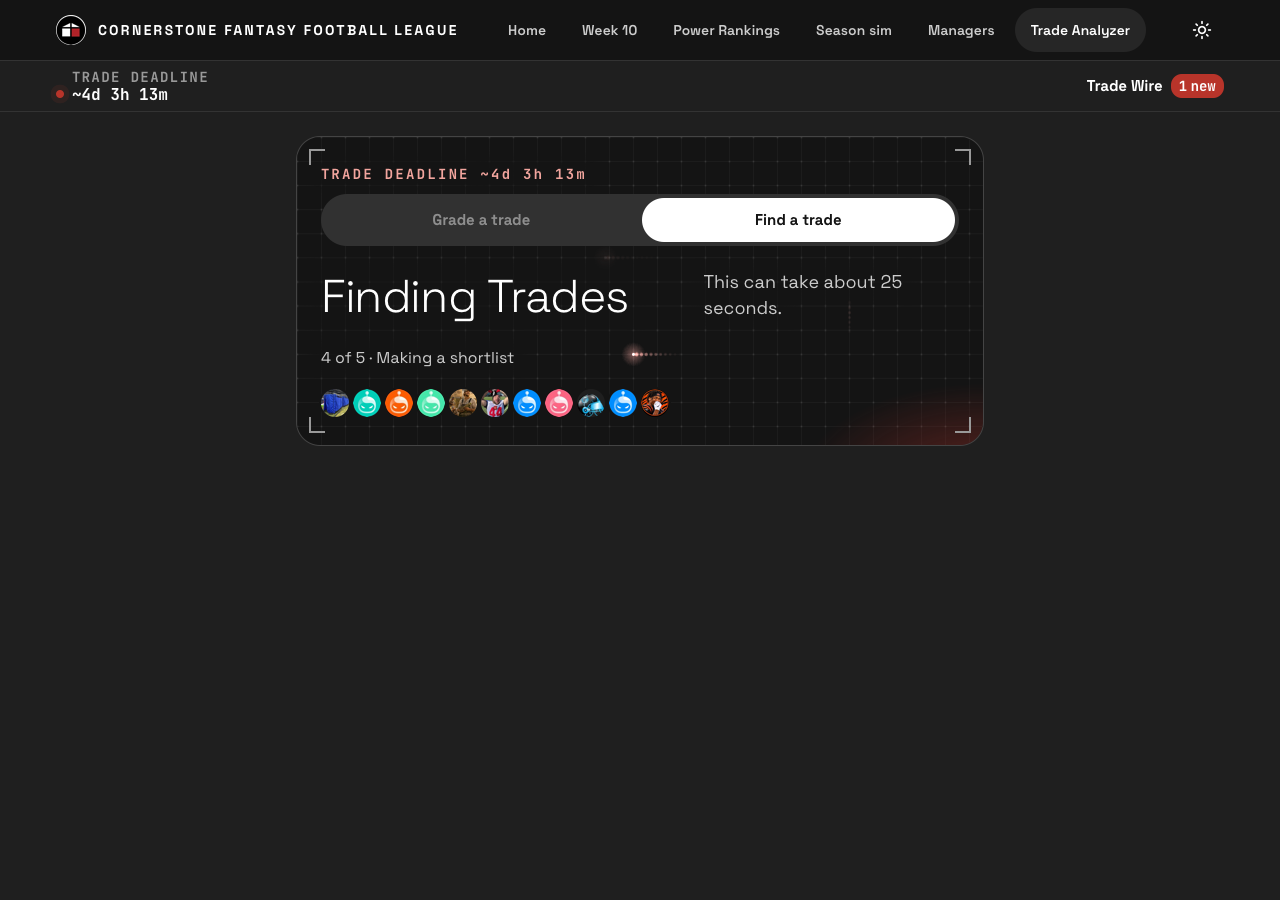 CORNERSTONE FANTASY FOOTBALL LEAGUE
Home
Week 10
Power Rankings
Season sim
Managers
Trade Analyzer
TRADE DEADLINE
~4d 3h 13m
Trade Wire
1 new
TRADE DEADLINE ~4d 3h 13m
Grade a trade
Find a trade
Finding Trades
This can take about 25
seconds.
4 of 5 · Making a shortlist